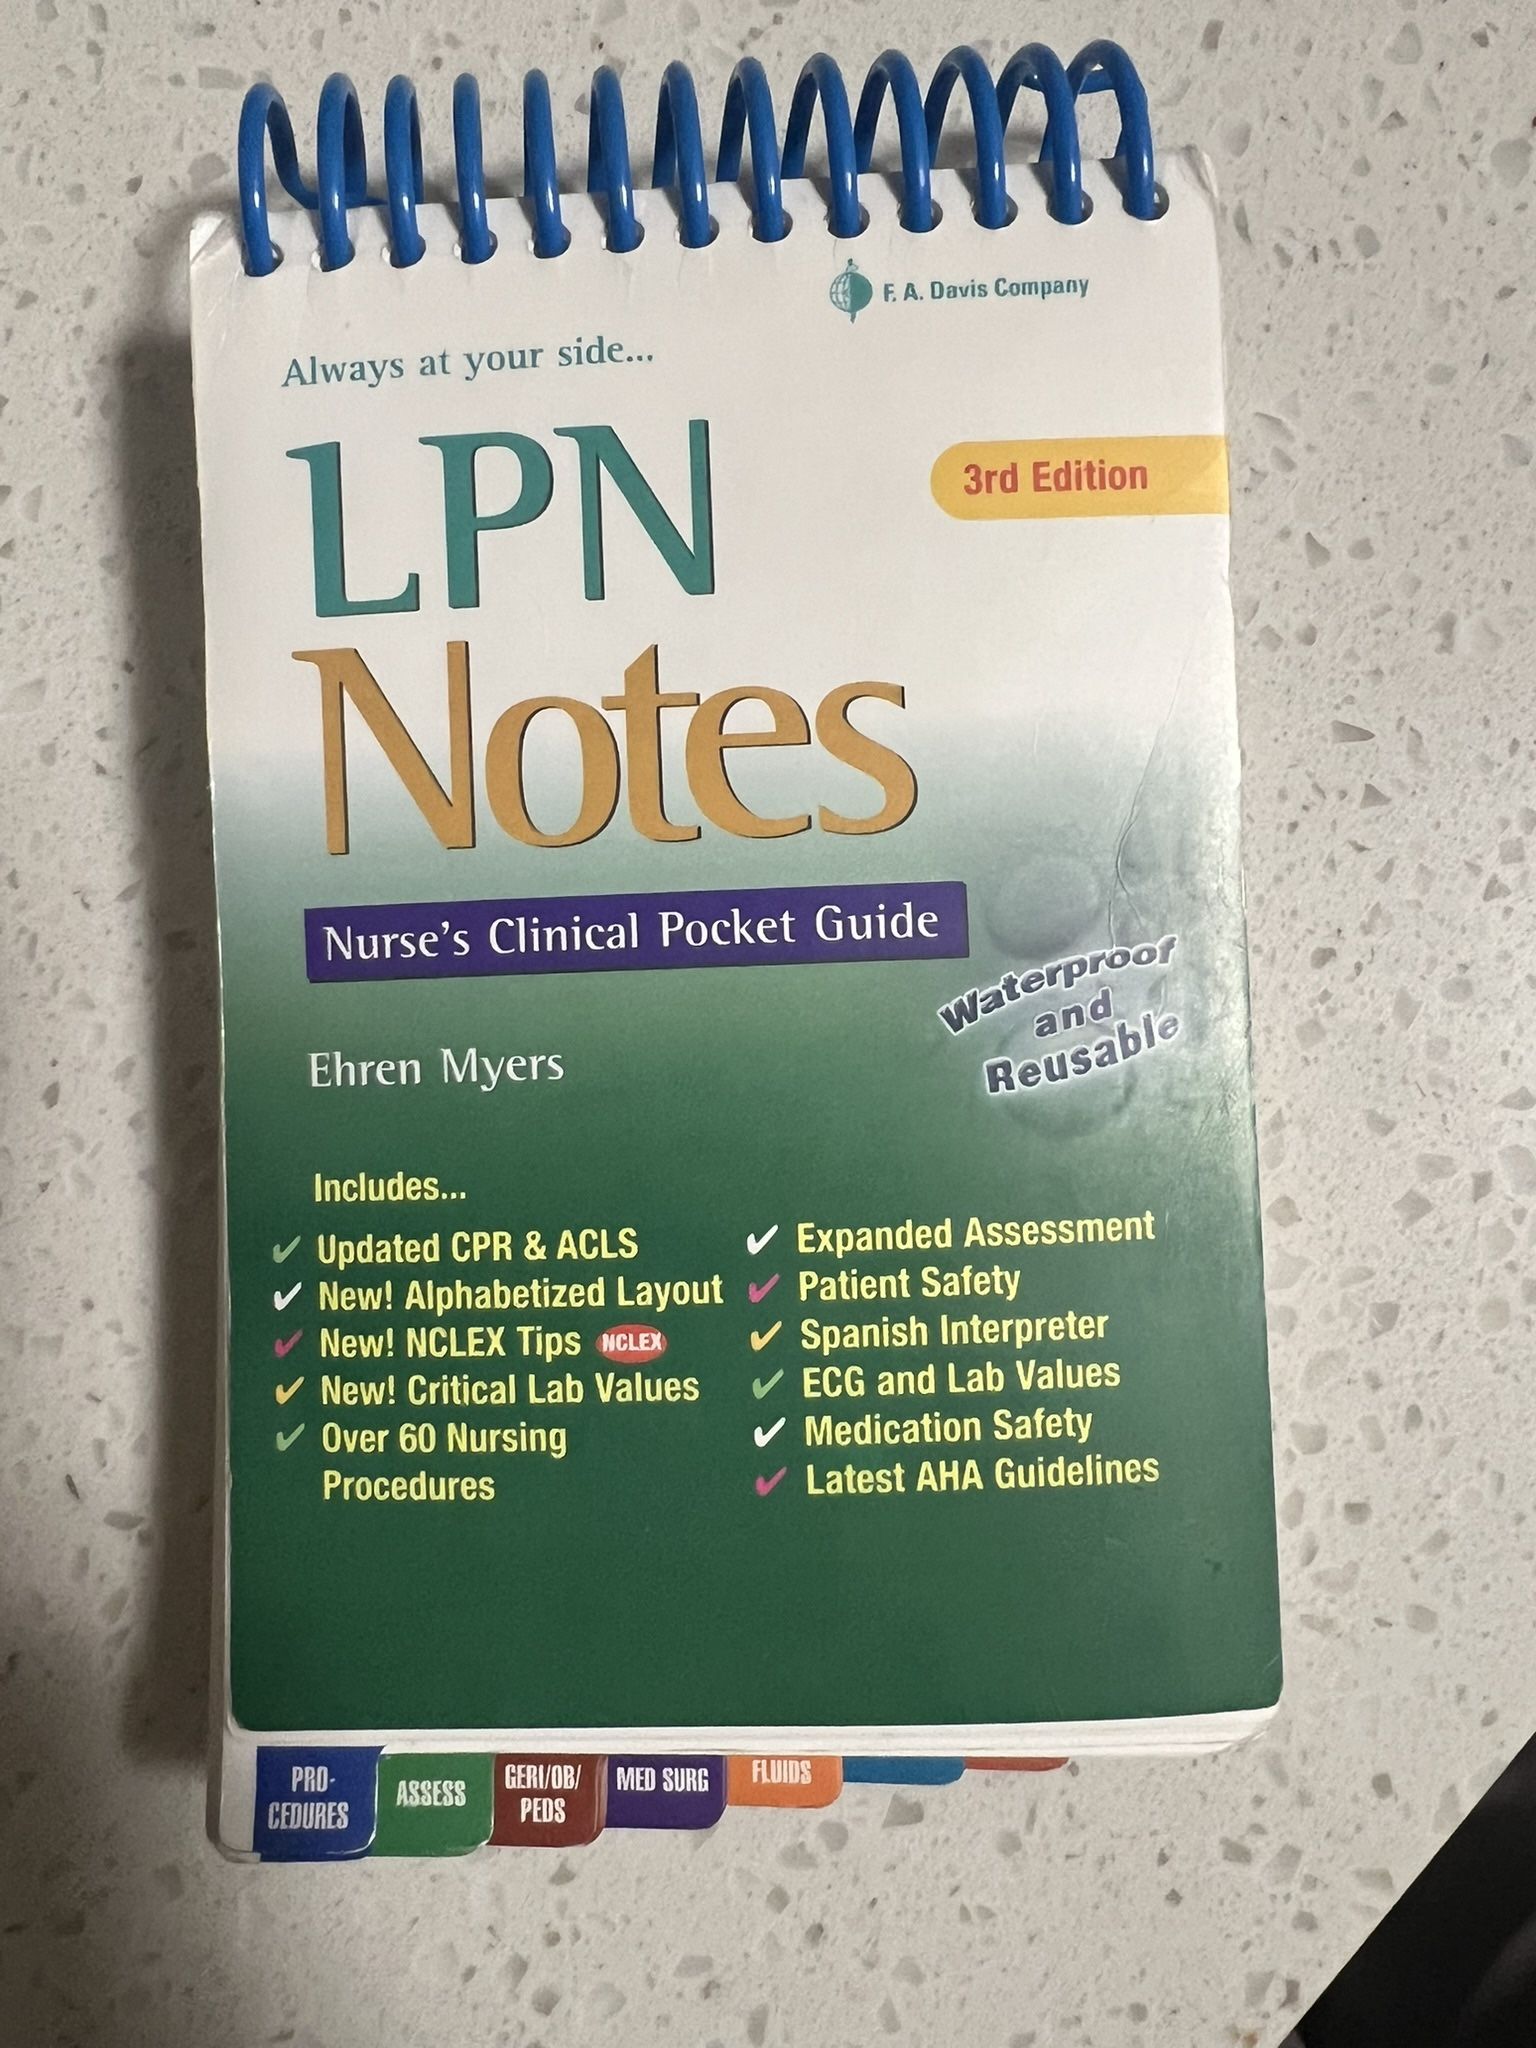 F. A. Davis Company
Always at your side...
LPN
3rd Edition
Notes
Nurse's Clinical Pocket Guide
Waterproof
and
Reusable
Ehren Myers
Includes...
✔ Updated CPR & ACLS
✔ New! Alphabetized Layout
✔ New! NCLEX Tips NCLEX
✔ New! Critical Lab Values
✔ Over 60 Nursing
Procedures
✔ Expanded Assessment
✔ Patient Safety
✔ Spanish Interpreter
✔ ECG and Lab Values
✔ Medication Safety
✔ Latest AHA Guidelines
PRO-
CEDURES
ASSESS
GERI/OB/
PEDS
MED SURG
FLUIDS